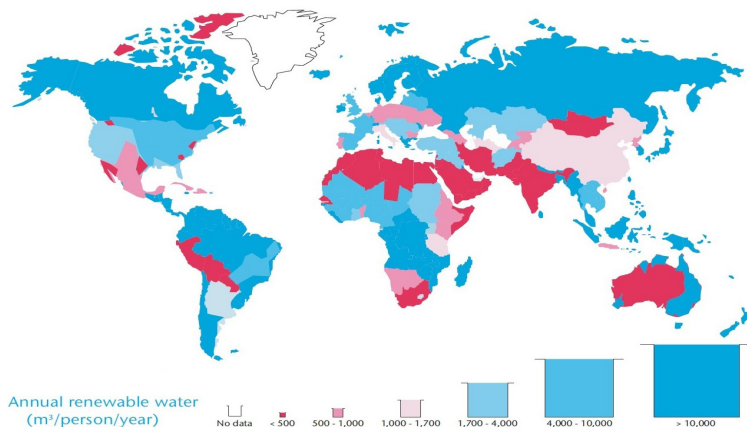 Annual renewable water
(m³/person/year)
No data
< 500
500 - 1,000
1,000 - 1,700
1,700 - 4,000
4,000 - 10,000
> 10,000